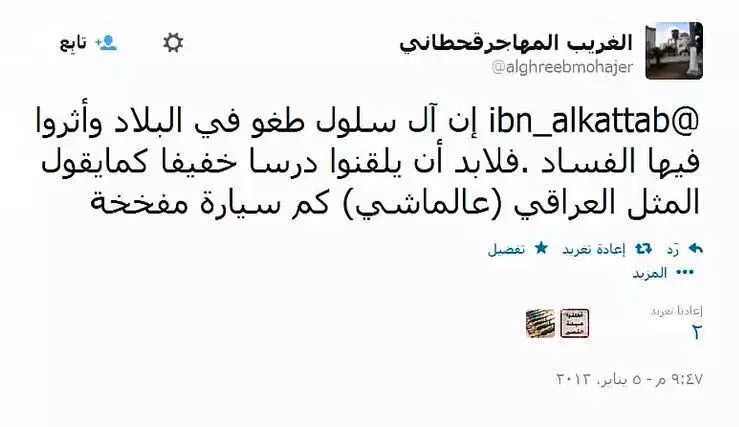 الغريب المهاجرقحطاني
تابع
@alghreebmohajer
@ibn_alkattab إن آل سلول طغو في البلاد وأثروا
فيها الفساد .فلابد أن يلقنوا درسا خفيفا كمايقول
المثل العراقي (عالماشي) كم سيارة مفخخة
رد إعادة تغريد تفضيل
المزيد
إعادتا تغريد
٢
٩:٤٧ م - ٥ يناير، ٢٠١٣